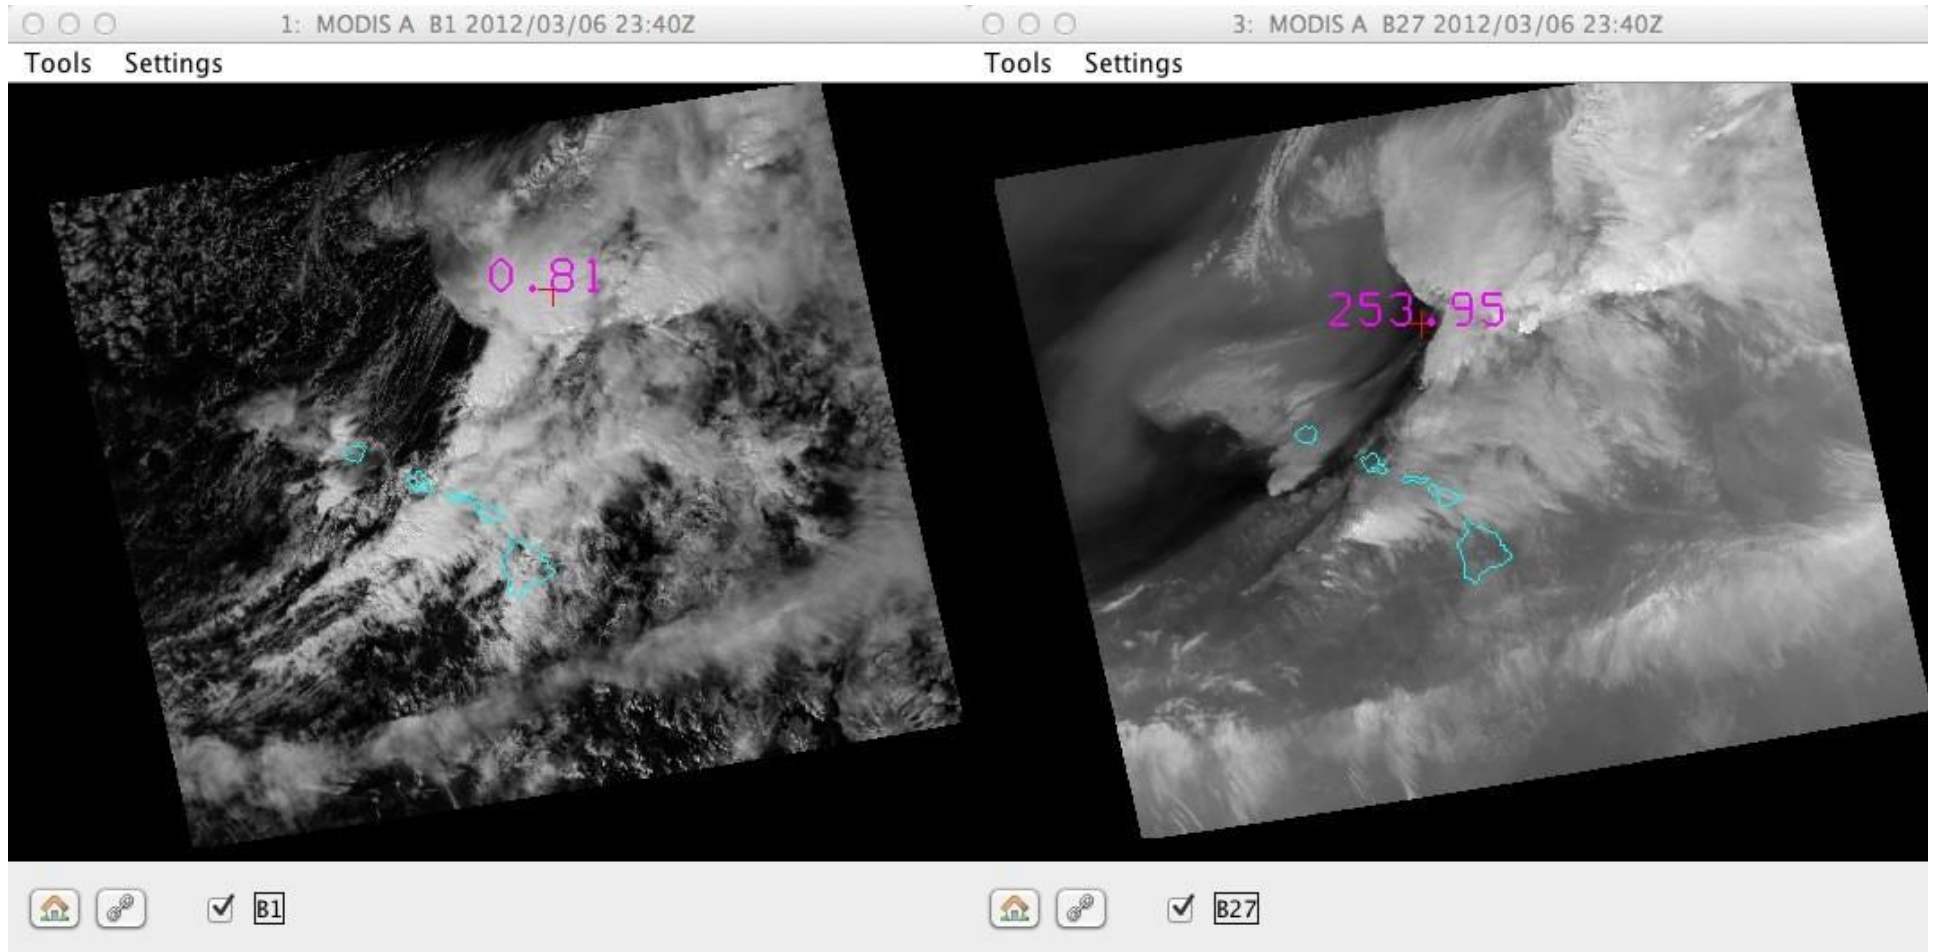 1: MODIS A B1 2012/03/06 23:40Z
Tools Settings
0.81
B1
3: MODIS A B27 2012/03/06 23:40Z
Tools Settings
253.95
B27